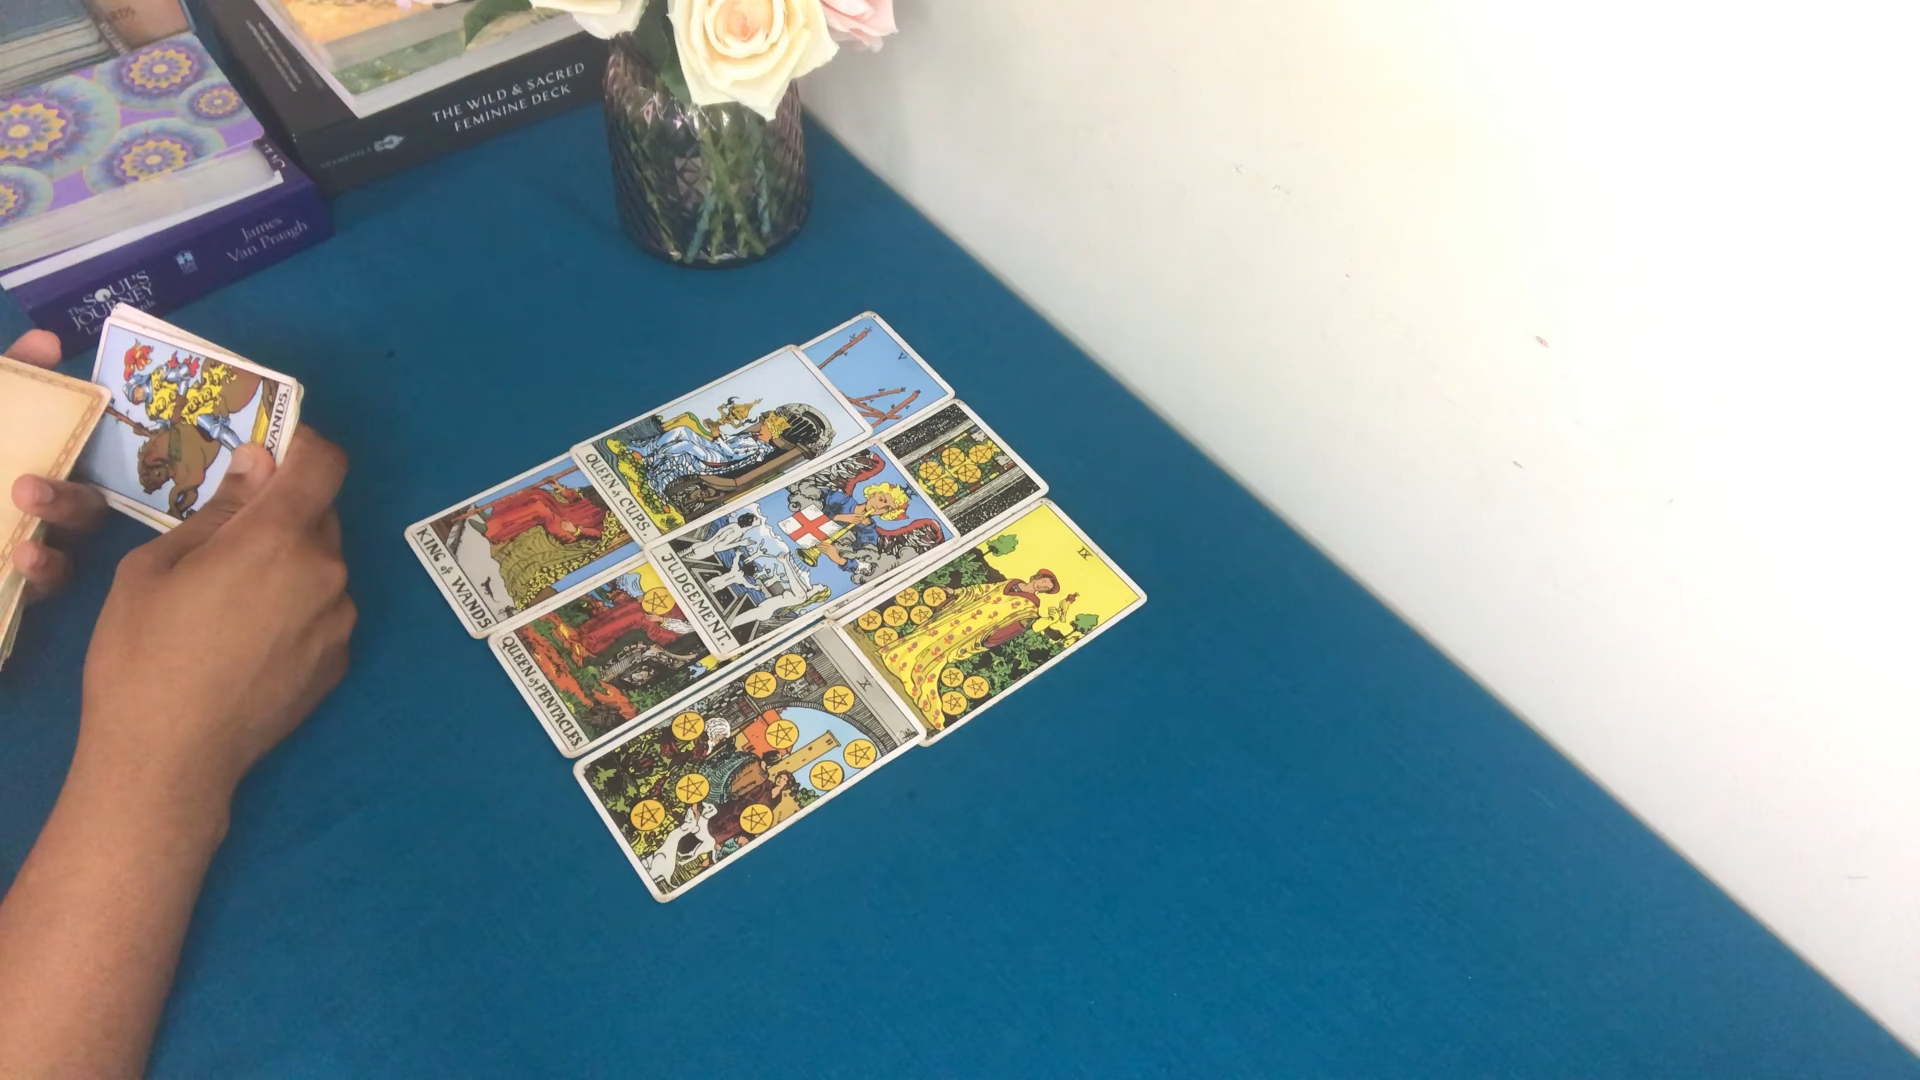 THE WILD & SACRED
FEMININE DECK
James
Van Praagh
The
SOUL'S
JOURNEY
WANDS.
V
QUEEN of CUPS.
KING of WANDS
JUDGEMENT.
IX
QUEEN of PENTACLES.
X